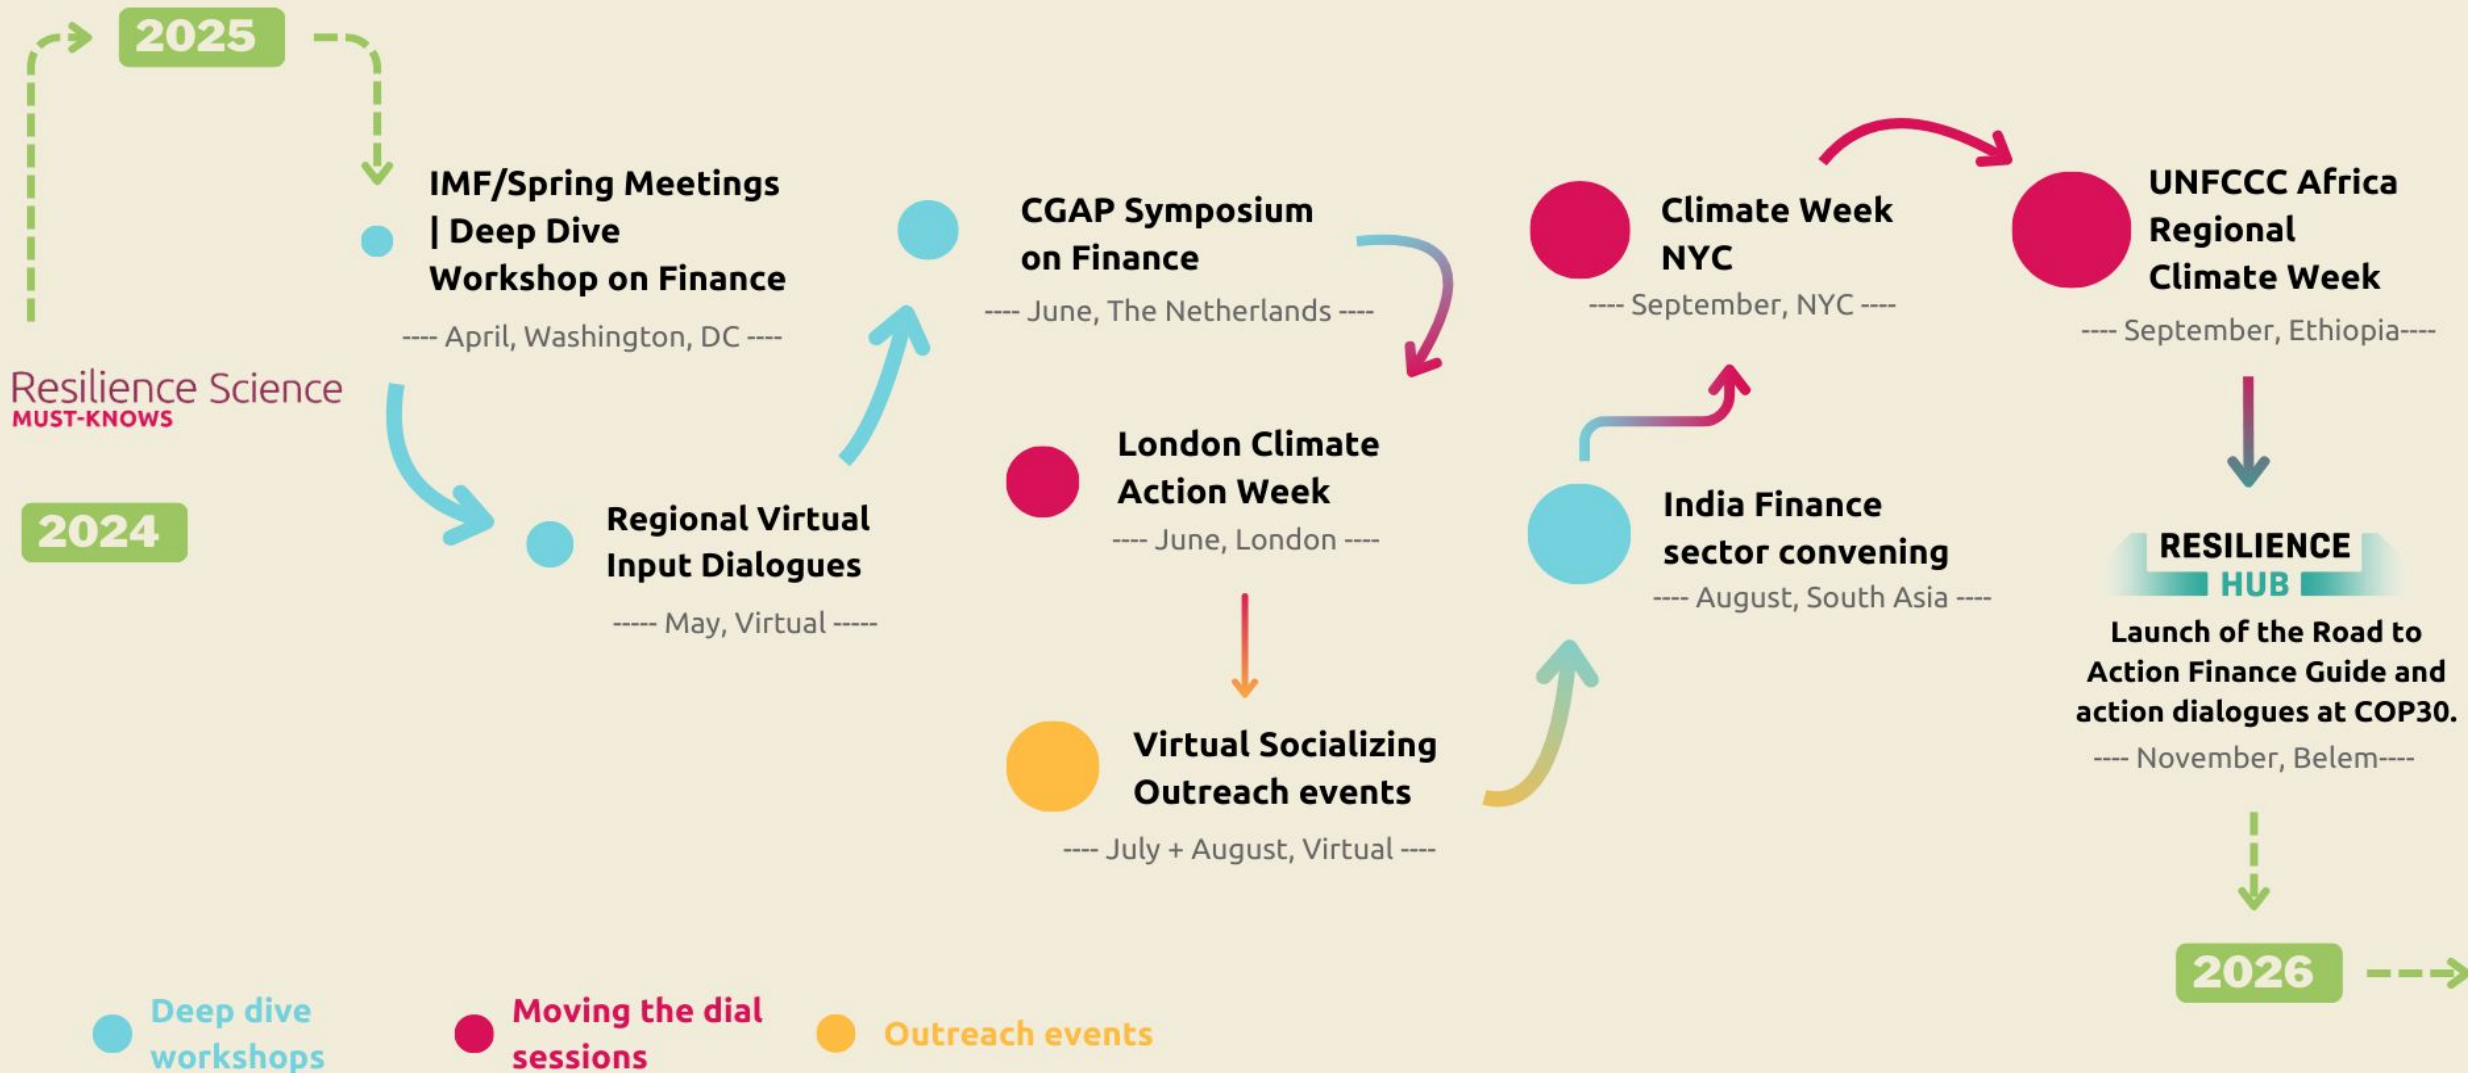 2025
IMF/Spring Meetings
| Deep Dive
Workshop on Finance
---- April, Washington, DC ----
Resilience Science
MUST-KNOWS
2024
Regional Virtual
Input Dialogues
----- May, Virtual -----
CGAP Symposium
on Finance
---- June, The Netherlands ----
London Climate
Action Week
---- June, London ----
Virtual Socializing
Outreach events
---- July + August, Virtual ----
India Finance
sector convening
---- August, South Asia ----
Climate Week
NYC
---- September, NYC ----
UNFCCC Africa
Regional
Climate Week
---- September, Ethiopia----
RESILIENCE
HUB
Launch of the Road to
Action Finance Guide and
action dialogues at COP30.
---- November, Belem----
2026
Deep dive
workshops
Moving the dial
sessions
Outreach events